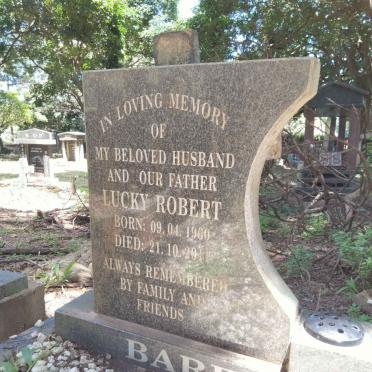 IN LOVING MEMORY
OF
MY BELOVED HUSBAND
AND OUR FATHER
LUCKY ROBERT
BORN: 09. 04. 1960
DIED: 21. 10.
ALWAYS REMEMBERED
BY FAMILY AND
FRIENDS